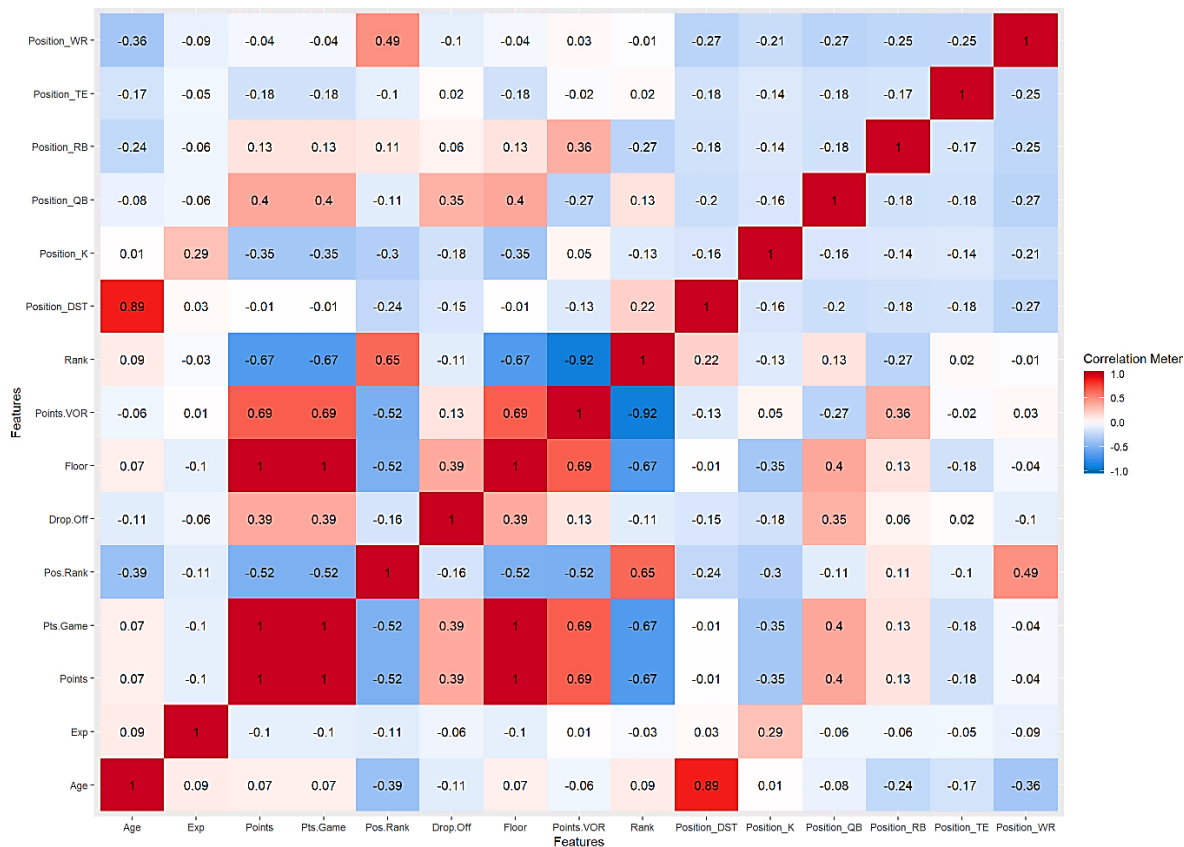 Position_WR -0.36 -0.09 -0.04 -0.04 0.49 -0.1 -0.04 0.03 -0.01 -0.27 -0.21 -0.27 -0.25 -0.25 1
Position_TE -0.17 -0.05 -0.18 -0.18 -0.1 0.02 -0.18 -0.02 0.02 -0.18 -0.14 -0.18 -0.17 1 -0.25
Position_RB -0.24 -0.06 0.13 0.13 0.11 0.06 0.13 0.36 -0.27 -0.18 -0.14 -0.18 1 -0.17 -0.25
Position_QB -0.08 -0.06 0.4 0.4 -0.11 0.35 0.4 -0.27 0.13 -0.2 -0.16 1 -0.18 -0.18 -0.27
Position_K 0.01 0.29 -0.35 -0.35 -0.3 -0.18 -0.35 0.05 -0.13 -0.16 1 -0.16 -0.14 -0.14 -0.21
Position_DST 0.89 0.03 -0.01 -0.01 -0.24 -0.15 -0.01 -0.13 0.22 1 -0.16 -0.2 -0.18 -0.18 -0.27
Rank 0.09 -0.03 -0.67 -0.67 0.65 -0.11 -0.67 -0.92 1 0.22 -0.13 0.13 -0.27 0.02 -0.01
Points.VOR -0.06 0.01 0.69 0.69 -0.52 0.13 0.69 1 -0.92 -0.13 0.05 -0.27 0.36 -0.02 0.03
Floor 0.07 -0.1 1 1 -0.52 0.39 1 0.69 -0.67 -0.01 -0.35 0.4 0.13 -0.18 -0.04
Drop.Off -0.11 -0.06 0.39 0.39 -0.16 1 0.39 0.13 -0.11 -0.15 -0.18 0.35 0.06 0.02 -0.1
Pos.Rank -0.39 -0.11 -0.52 -0.52 1 -0.16 -0.52 -0.52 0.65 -0.24 -0.3 -0.11 0.11 -0.1 0.49
Pts.Game 0.07 -0.1 1 1 -0.52 0.39 1 0.69 -0.67 -0.01 -0.35 0.4 0.13 -0.18 -0.04
Points 0.07 -0.1 1 1 -0.52 0.39 1 0.69 -0.67 -0.01 -0.35 0.4 0.13 -0.18 -0.04
Exp 0.09 1 -0.1 -0.1 -0.11 -0.06 -0.1 0.01 -0.03 0.03 0.29 -0.06 -0.06 -0.05 -0.09
Age 1 0.09 0.07 0.07 -0.39 -0.11 0.07 -0.06 0.09 0.89 0.01 -0.08 -0.24 -0.17 -0.36
Age Exp Points Pts.Game Pos.Rank Drop.Off Floor Points.VOR Rank Position_DST Position_K Position_QB Position_RB Position_TE Position_WR
Features
Features
Correlation Meter
1.0
0.5
0.0
-0.5
-1.0